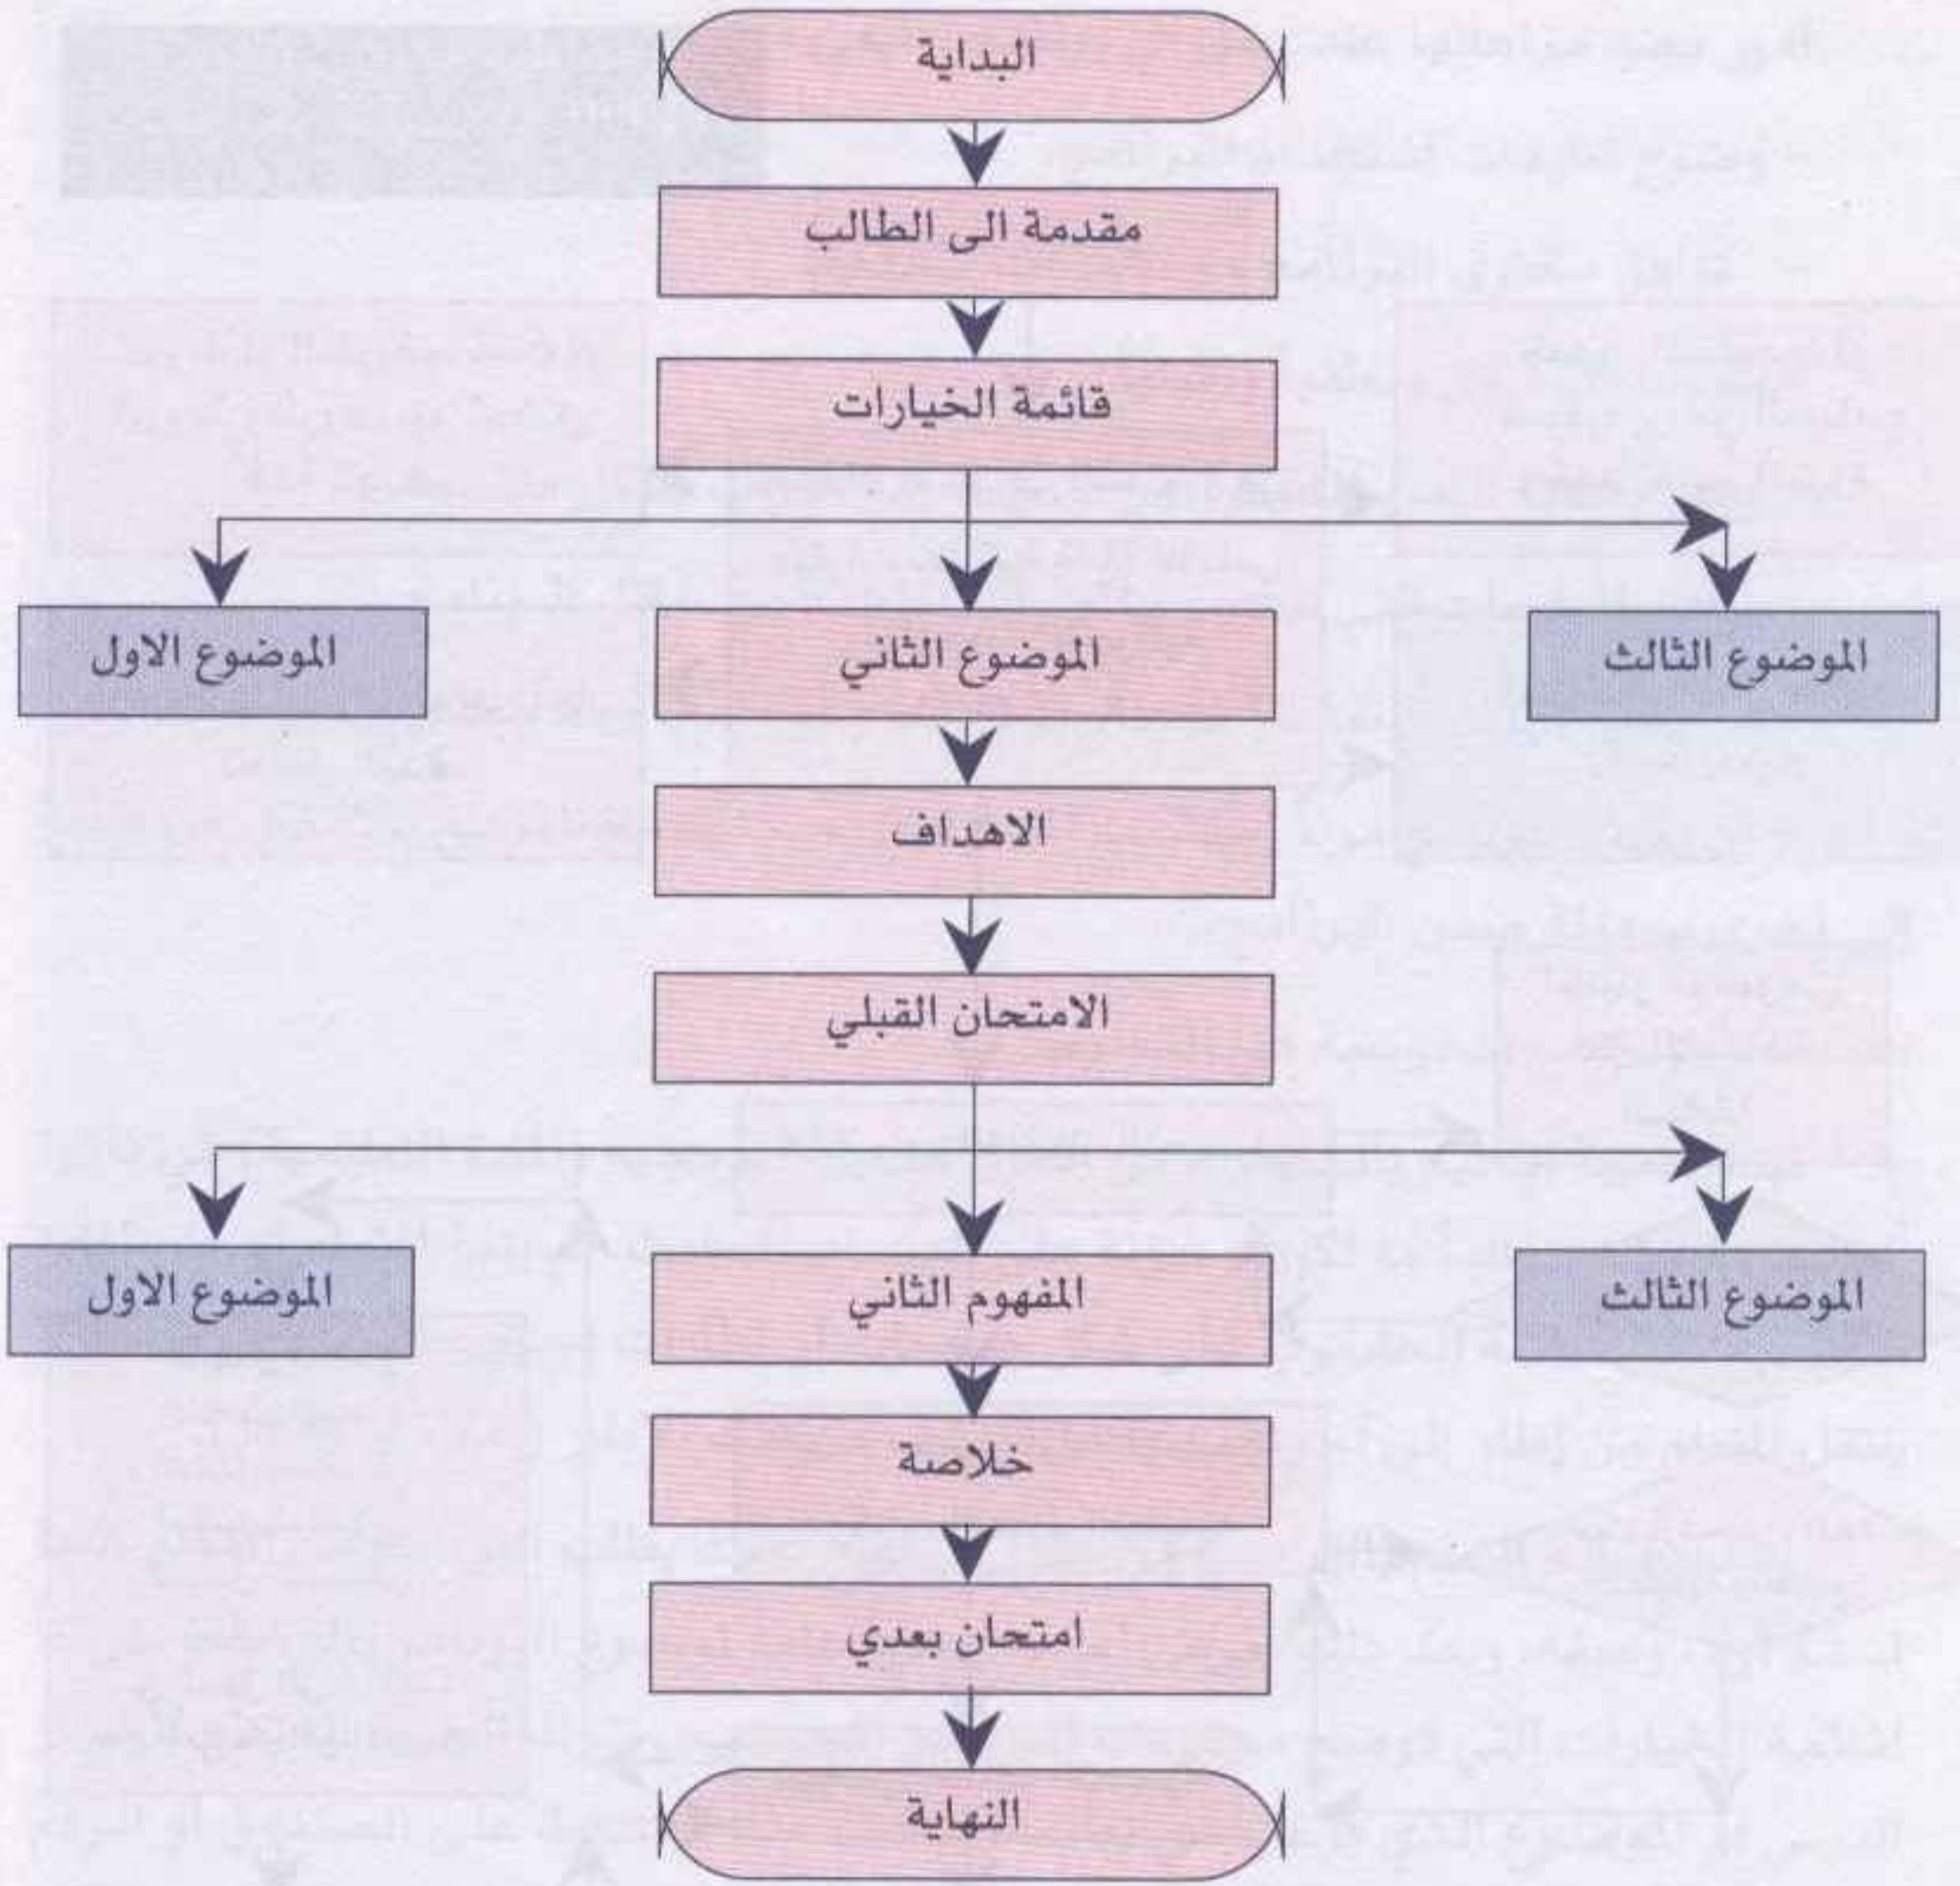 البداية
مقدمة الى الطالب
قائمة الخيارات
الموضوع الثالث
الموضوع الثاني
الموضوع الاول
الاهداف
الامتحان القبلي
الموضوع الثالث
المفهوم الثاني
الموضوع الاول
خلاصة
امتحان بعدي
النهاية